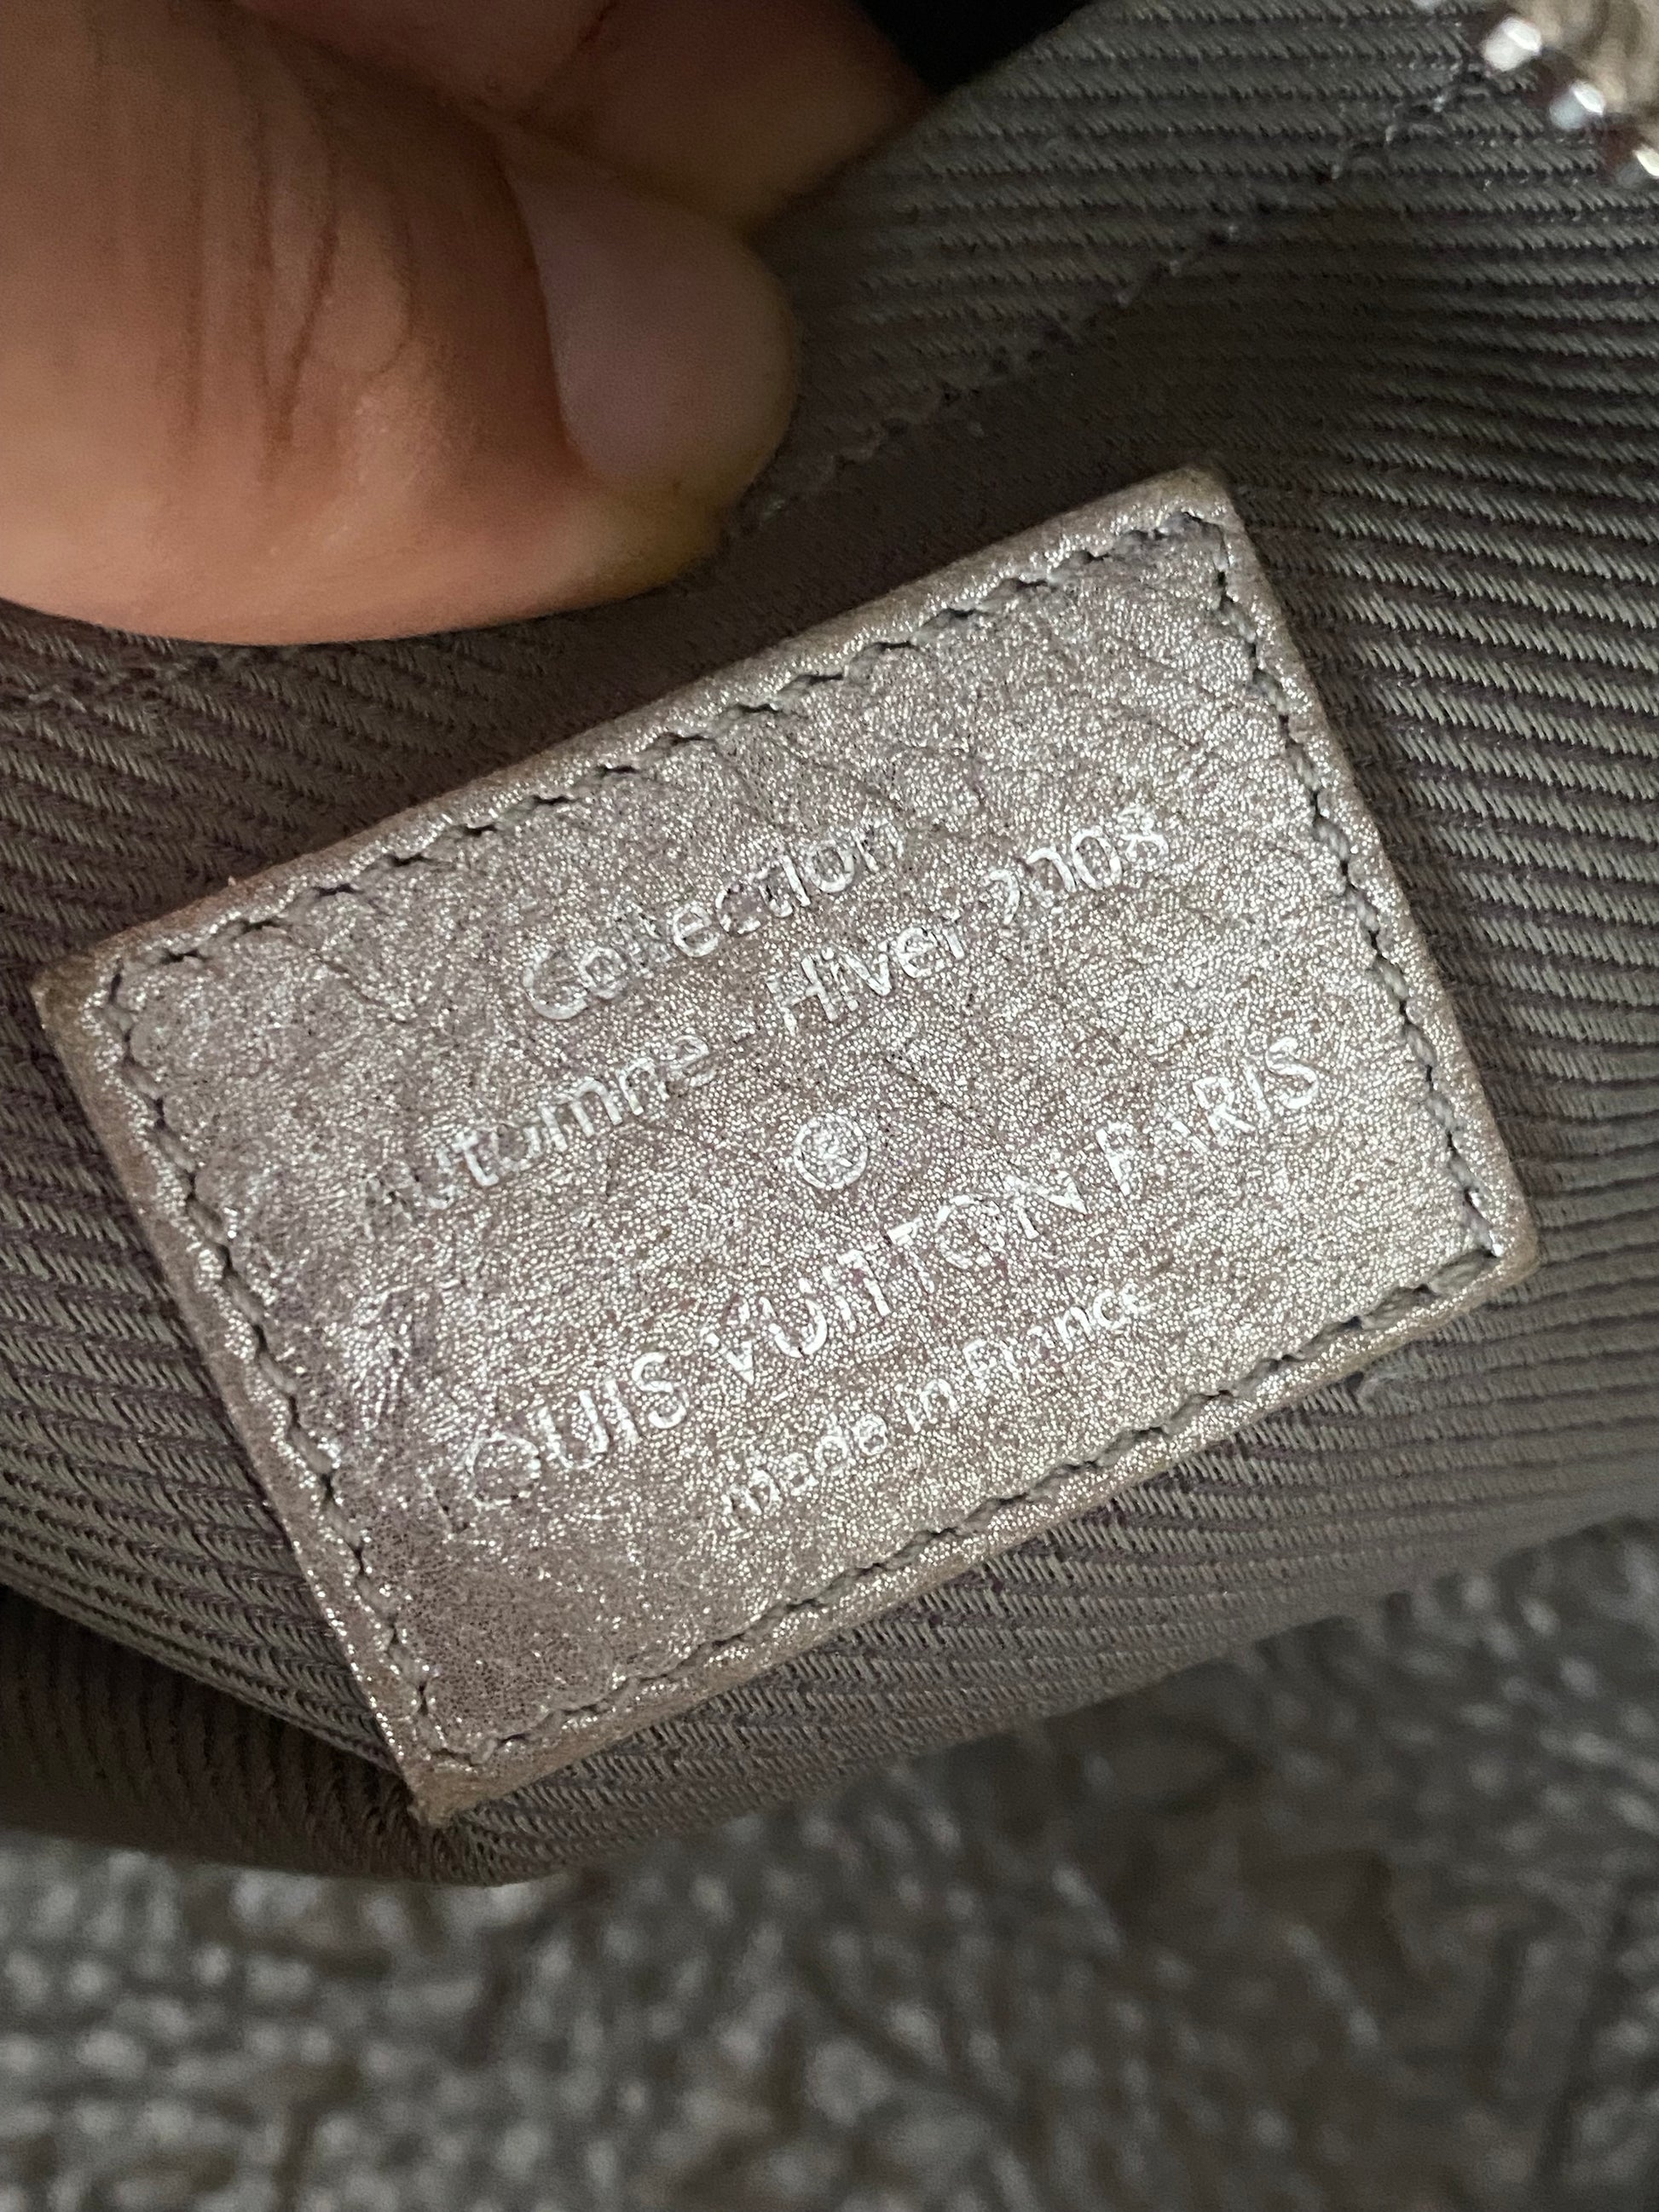 Collection
Automne - Hiver 2008
®
LOUIS VUITTON PARIS
made in France